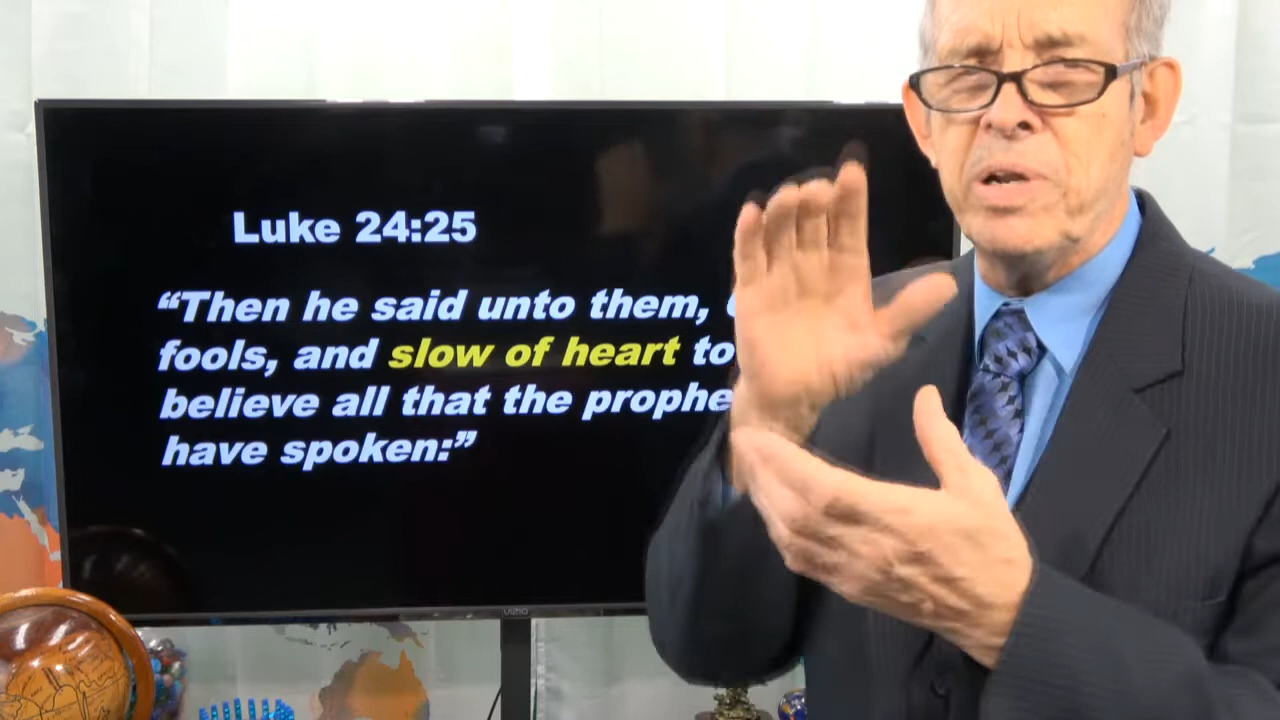 Luke 24:25
“Then he said unto them,
fools, and slow of heart to
believe all that the prophe
have spoken:”
VIZIO